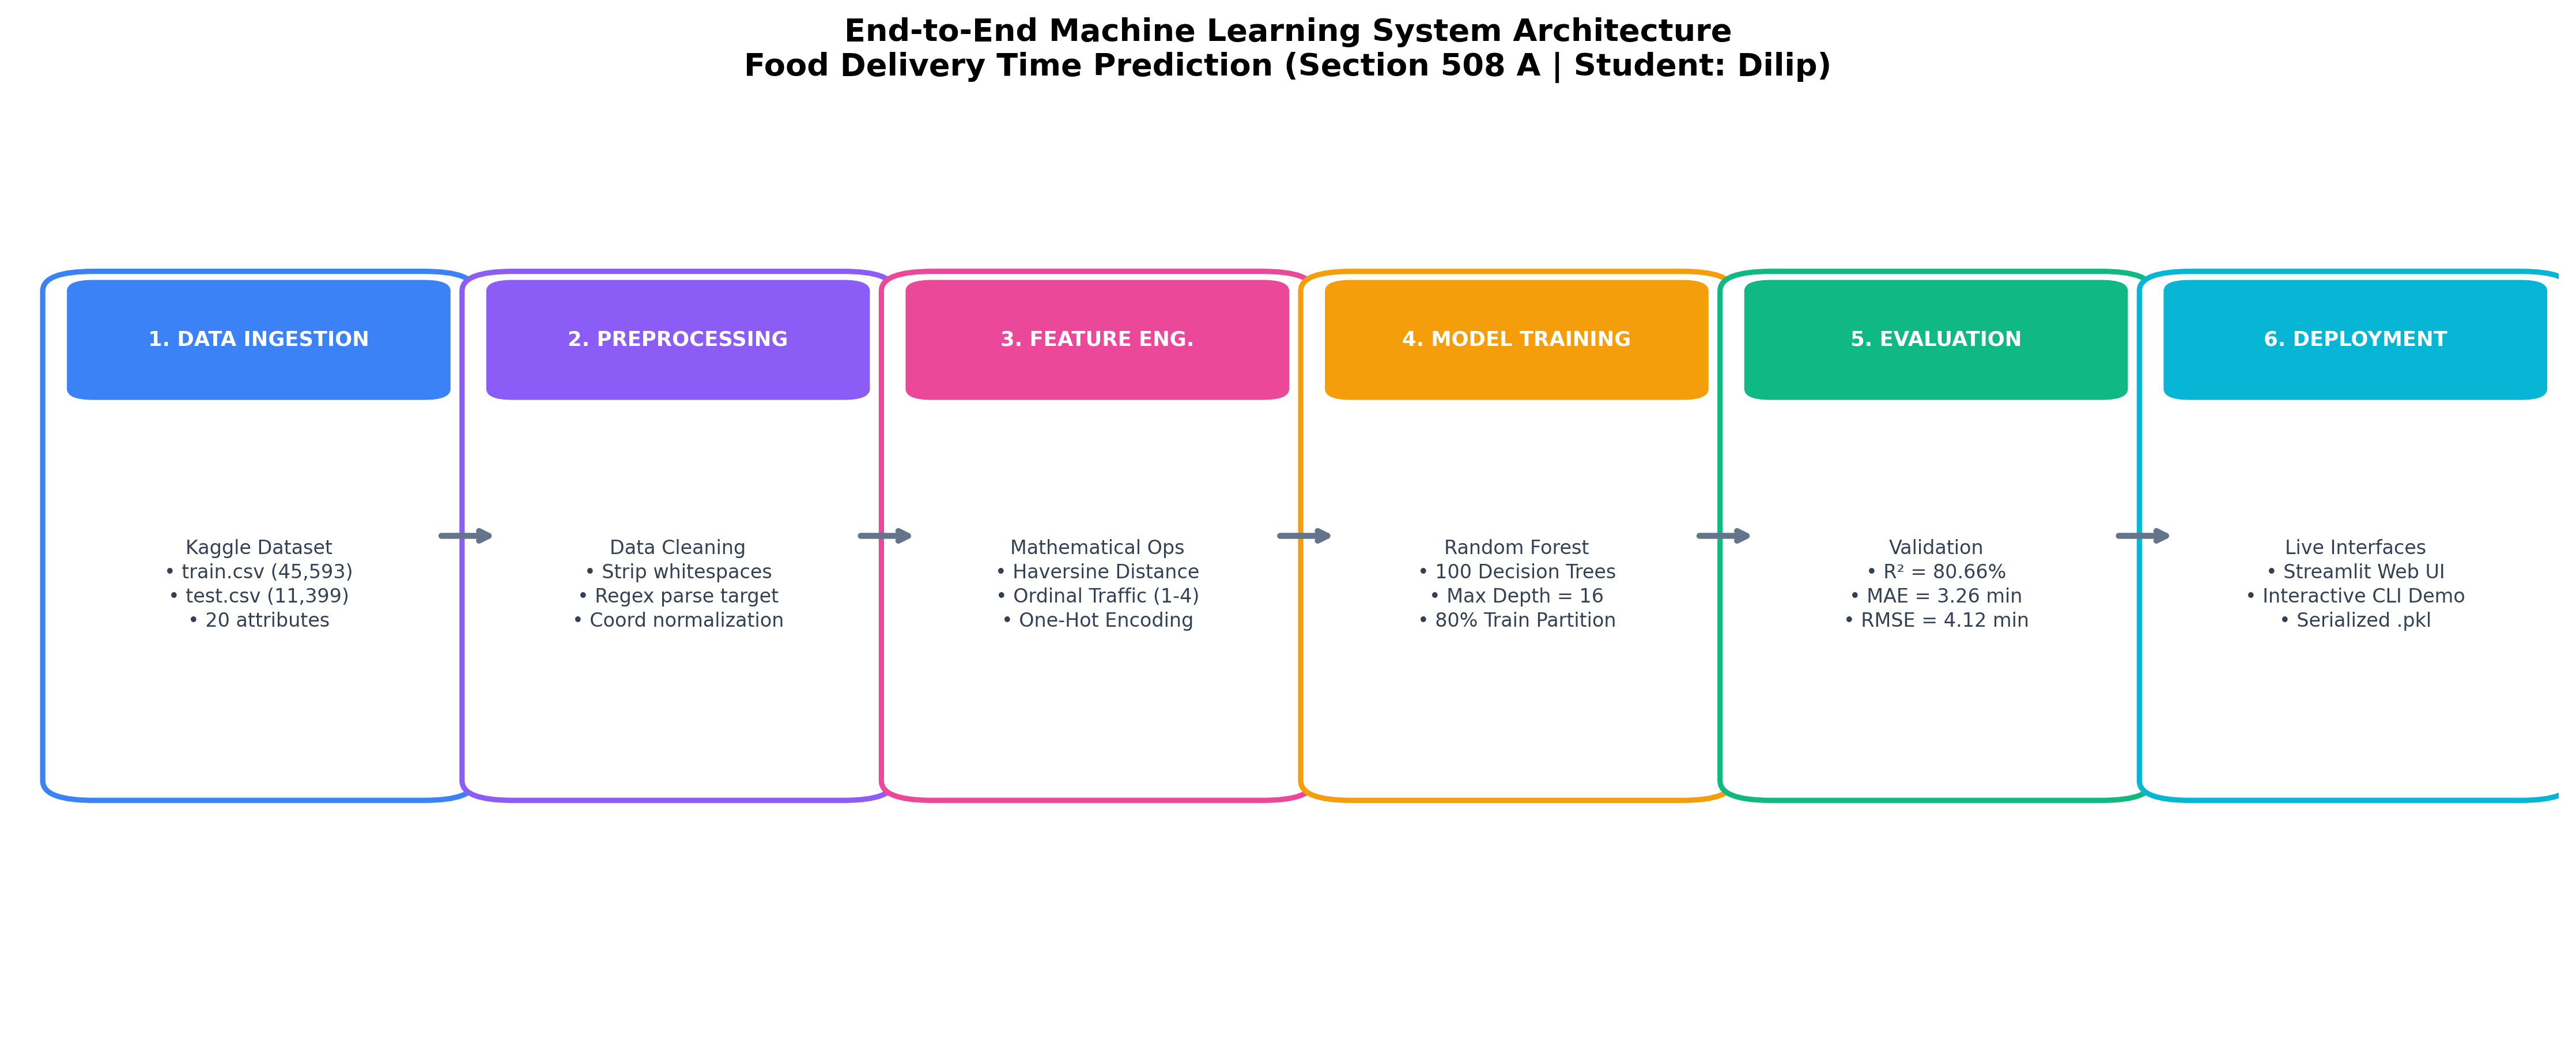 End-to-End Machine Learning System Architecture
Food Delivery Time Prediction (Section 508 A | Student: Dilip)
1. DATA INGESTION
Kaggle Dataset
• train.csv (45,593)
• test.csv (11,399)
• 20 attributes
2. PREPROCESSING
Data Cleaning
• Strip whitespaces
• Regex parse target
• Coord normalization
3. FEATURE ENG.
Mathematical Ops
• Haversine Distance
• Ordinal Traffic (1-4)
• One-Hot Encoding
4. MODEL TRAINING
Random Forest
• 100 Decision Trees
• Max Depth = 16
• 80% Train Partition
5. EVALUATION
Validation
• R² = 80.66%
• MAE = 3.26 min
• RMSE = 4.12 min
6. DEPLOYMENT
Live Interfaces
• Streamlit Web UI
• Interactive CLI Demo
• Serialized .pkl